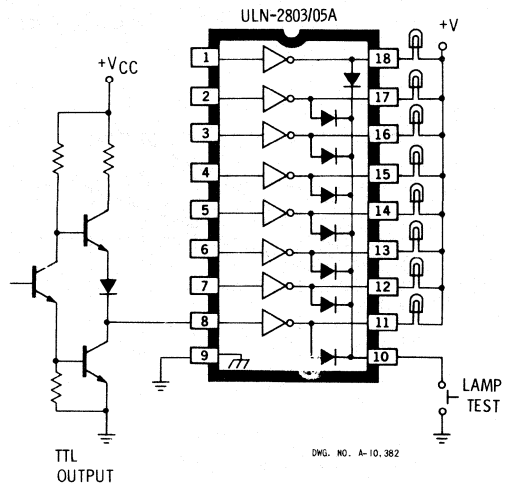 ULN-2803/05A
+V
+VCC
1
2
3
4
5
6
7
8
9
18
17
16
15
14
13
12
11
10
LAMP
TEST
TTL
OUTPUT
DWG. NO. A-10,382